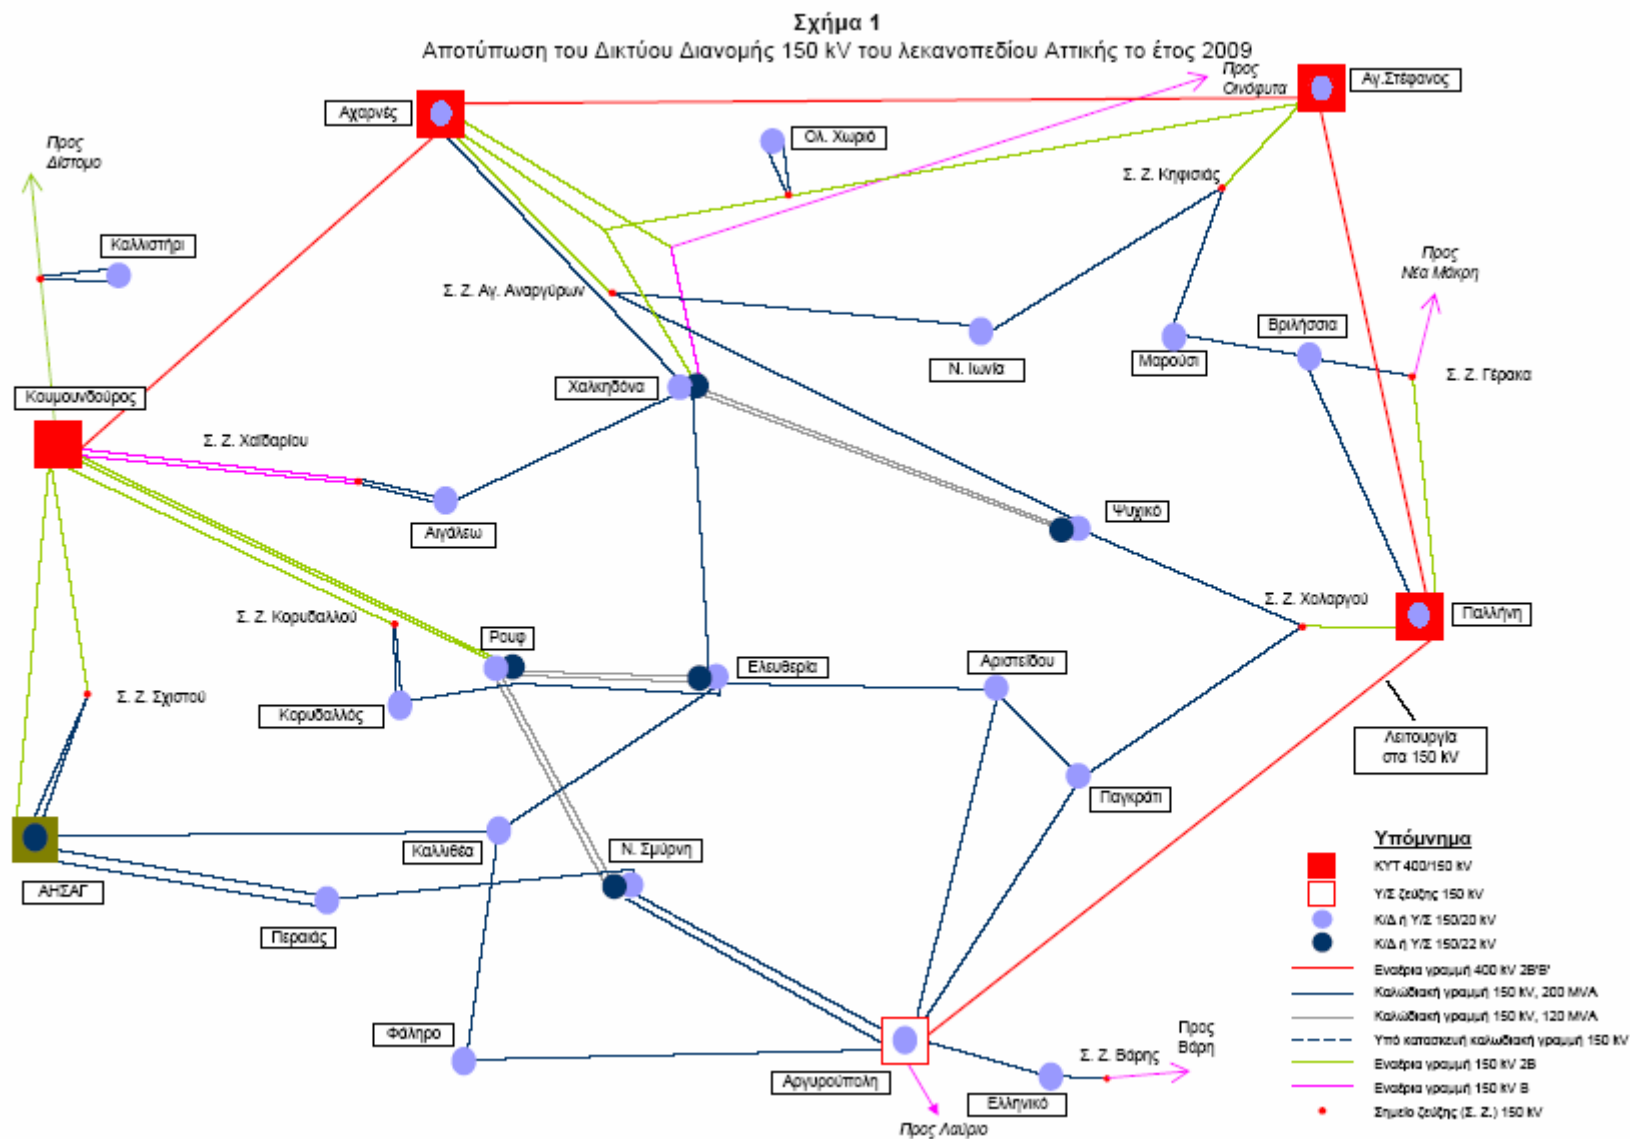 Σχήμα 1
Αποτύπωση του Δικτύου Διανομής 150 kV του λεκανοπεδίου Αττικής το έτος 2009
Προς
Οινόφυτα
Αγ.Στέφανος
Αχαρνές
Ολ. Χωριό
Προς
Δίστομο
Σ. Ζ. Κηφισιάς
Καλλιστήρι
Προς
Νέα Μάκρη
Σ. Ζ. Αγ. Αναργύρων
Βριλήσσια
Ν. Ιωνία
Μαρούσι
Σ. Ζ. Γέρακα
Χαλκηδόνα
Κουμουνδούρος
Σ. Ζ. Χαϊδαρίου
Αιγάλεω
Ψυχικό
Σ. Ζ. Χολαργού
Παλλήνη
Σ. Ζ. Κορυδαλλού
Ρουφ
Ελευθερία
Αριστείδου
Σ. Ζ. Σχιστού
Κορυδαλλός
Λειτουργία
στα 150 kV
Παγκράτι
Καλλιθέα
Ν. Σμύρνη
ΑΗΣΑΓ
Περαιάς
Φάληρο
Αργυρούπολη
Προς
Βάρη
Σ. Ζ. Βάρης
Ελληνικό
Προς Λαύριο
Υπόμνημα
ΚΥΤ 400/150 kV
Υ/Σ ζεύξης 150 kV
Κ/Δ ή Υ/Σ 150/20 kV
Κ/Δ ή Υ/Σ 150/22 kV
Εναέρια γραμμή 400 kV 2Β'Β'
Καλωδιακή γραμμή 150 kV, 200 MVA
Καλωδιακή γραμμή 150 kV, 120 MVA
Υπό κατασκευή καλωδιακή γραμμή 150 kV
Εναέρια γραμμή 150 kV 2Β
Εναέρια γραμμή 150 kV Β
Σημείο ζεύξης (Σ. Ζ.) 150 kV